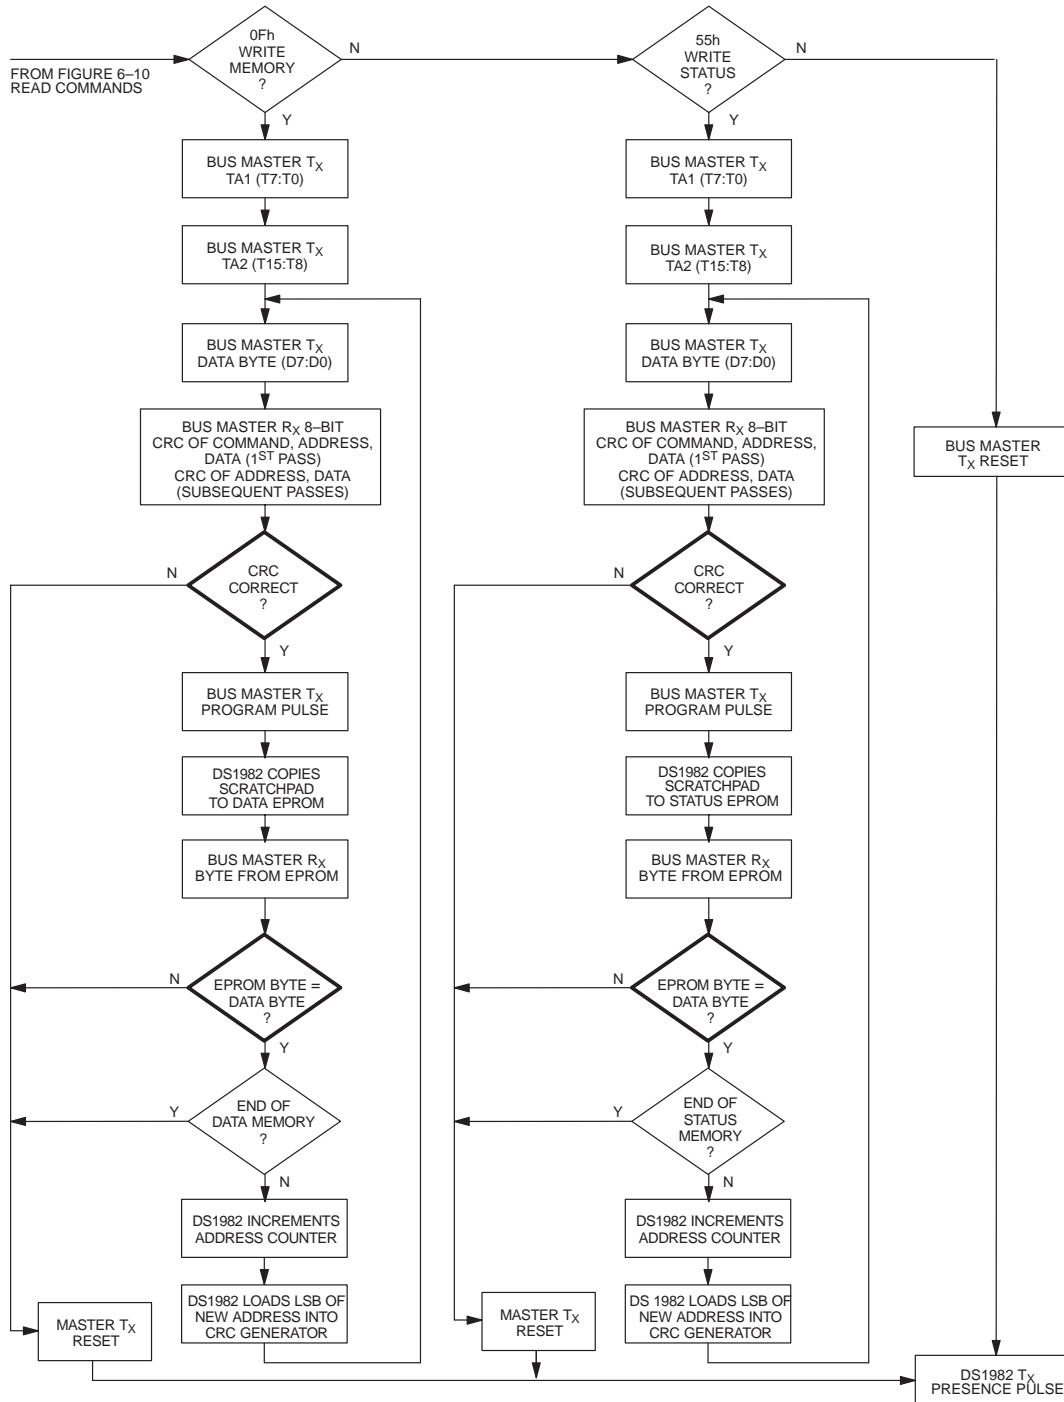 FROM FIGURE 6–10
READ COMMANDS
0Fh
WRITE
MEMORY
?
N
Y
BUS MASTER TX
TA1 (T7:T0)
BUS MASTER TX
TA2 (T15:T8)
BUS MASTER TX
DATA BYTE (D7:D0)
BUS MASTER RX 8–BIT
CRC OF COMMAND, ADDRESS,
DATA (1ST PASS)
CRC OF ADDRESS, DATA
(SUBSEQUENT PASSES)
N
CRC
CORRECT
?
Y
BUS MASTER TX
PROGRAM PULSE
DS1982 COPIES
SCRATCHPAD
TO DATA EPROM
BUS MASTER RX
BYTE FROM EPROM
N
EPROM BYTE =
DATA BYTE
?
Y
Y
END OF
DATA MEMORY
?
N
DS1982 INCREMENTS
ADDRESS COUNTER
DS1982 LOADS LSB OF
NEW ADDRESS INTO
CRC GENERATOR
MASTER TX
RESET
55h
WRITE
STATUS
?
N
Y
BUS MASTER TX
TA1 (T7:T0)
BUS MASTER TX
TA2 (T15:T8)
BUS MASTER TX
DATA BYTE (D7:D0)
BUS MASTER RX 8–BIT
CRC OF COMMAND, ADDRESS,
DATA (1ST PASS)
CRC OF ADDRESS, DATA
(SUBSEQUENT PASSES)
N
CRC
CORRECT
?
Y
BUS MASTER TX
PROGRAM PULSE
DS1982 COPIES
SCRATCHPAD
TO STATUS EPROM
BUS MASTER RX
BYTE FROM EPROM
N
EPROM BYTE =
DATA BYTE
?
Y
Y
END OF
STATUS
MEMORY
?
N
DS1982 INCREMENTS
ADDRESS COUNTER
DS 1982 LOADS LSB OF
NEW ADDRESS INTO
CRC GENERATOR
MASTER TX
RESET
BUS MASTER
TX RESET
DS1982 TX
PRESENCE PULSE